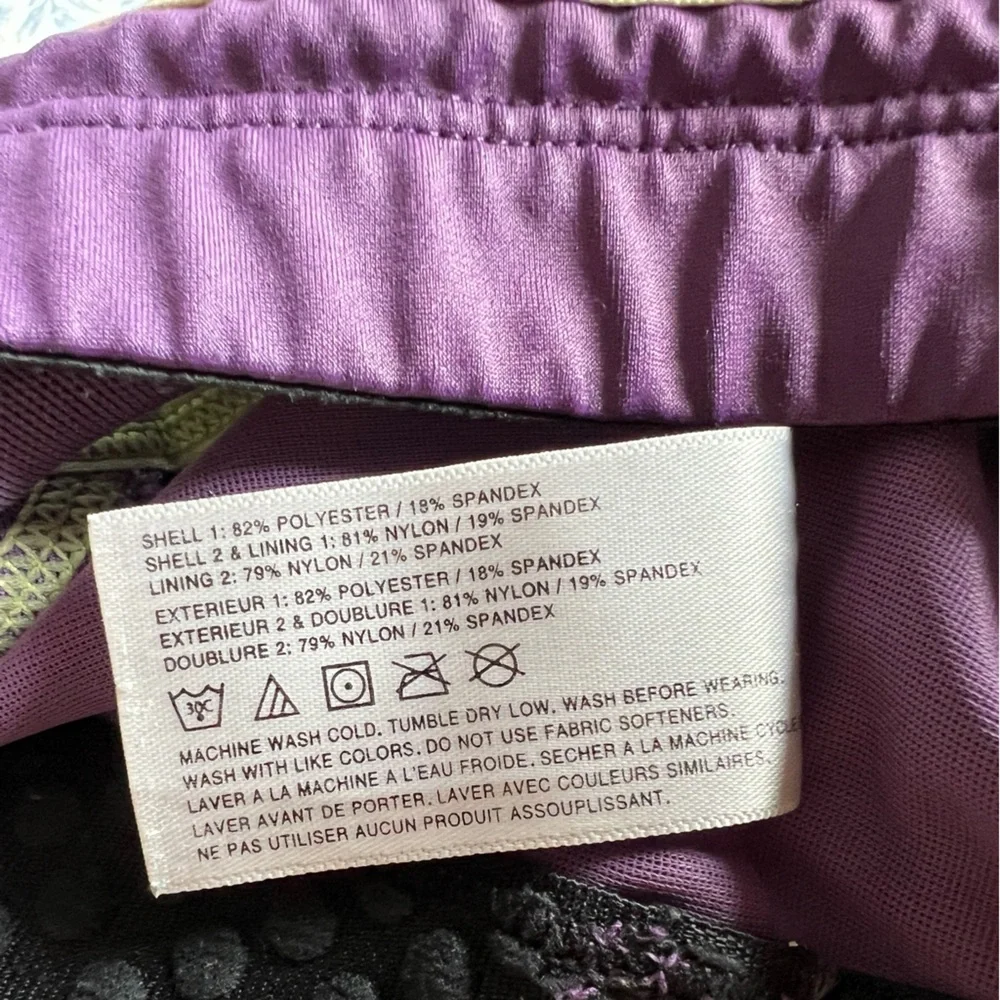 SHELL 1: 82% POLYESTER / 18% SPANDEX
SHELL 2 & LINING 1: 81% NYLON / 19% SPANDEX
LINING 2: 79% NYLON / 21% SPANDEX
EXTERIEUR 1: 82% POLYESTER / 18% SPANDEX
EXTERIEUR 2 & DOUBLURE 1: 81% NYLON / 19% SPANDEX
DOUBLURE 2: 79% NYLON / 21% SPANDEX
30C
MACHINE WASH COLD. TUMBLE DRY LOW. WASH BEFORE WEARING.
WASH WITH LIKE COLORS. DO NOT USE FABRIC SOFTENERS.
LAVER A LA MACHINE A L'EAU FROIDE. SECHER A LA MACHINE CYCLE
LAVER AVANT DE PORTER. LAVER AVEC COULEURS SIMILAIRES.
NE PAS UTILISER AUCUN PRODUIT ASSOUPLISSANT.